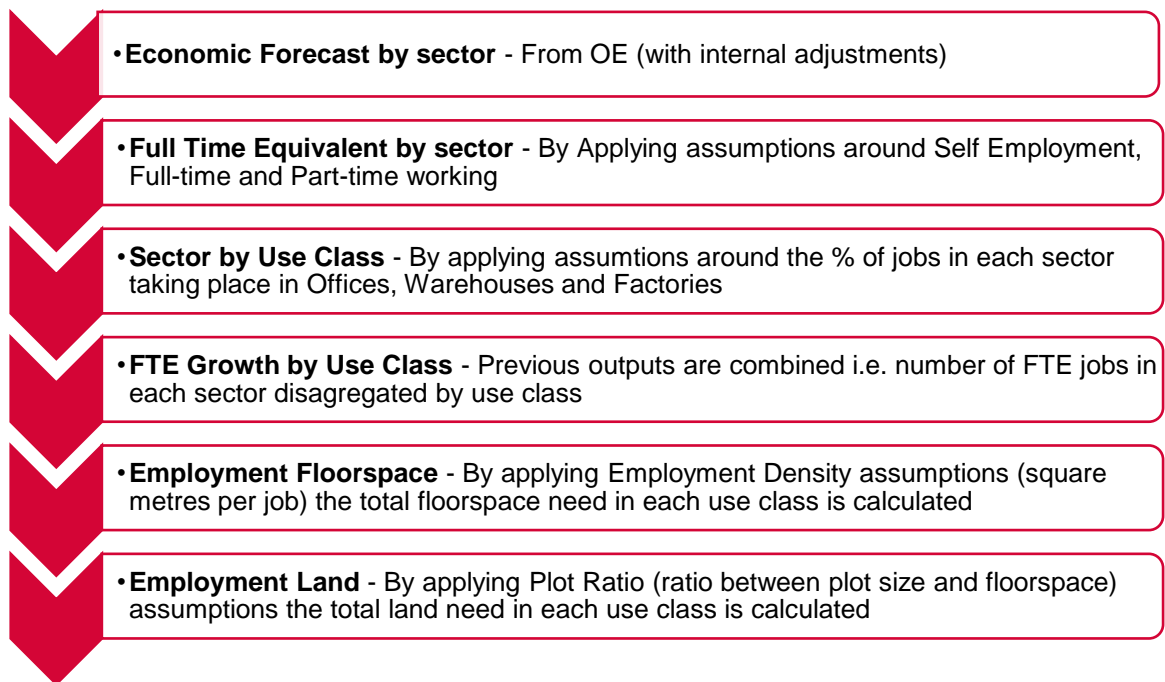 •Economic Forecast by sector - From OE (with internal adjustments)
•Full Time Equivalent by sector - By Applying assumptions around Self Employment,
Full-time and Part-time working
•Sector by Use Class - By applying assumtions around the % of jobs in each sector
taking place in Offices, Warehouses and Factories
•FTE Growth by Use Class - Previous outputs are combined i.e. number of FTE jobs in
each sector disagregated by use class
•Employment Floorspace - By applying Employment Density assumptions (square
metres per job) the total floorspace need in each use class is calculated
•Employment Land - By applying Plot Ratio (ratio between plot size and floorspace)
assumptions the total land need in each use class is calculated